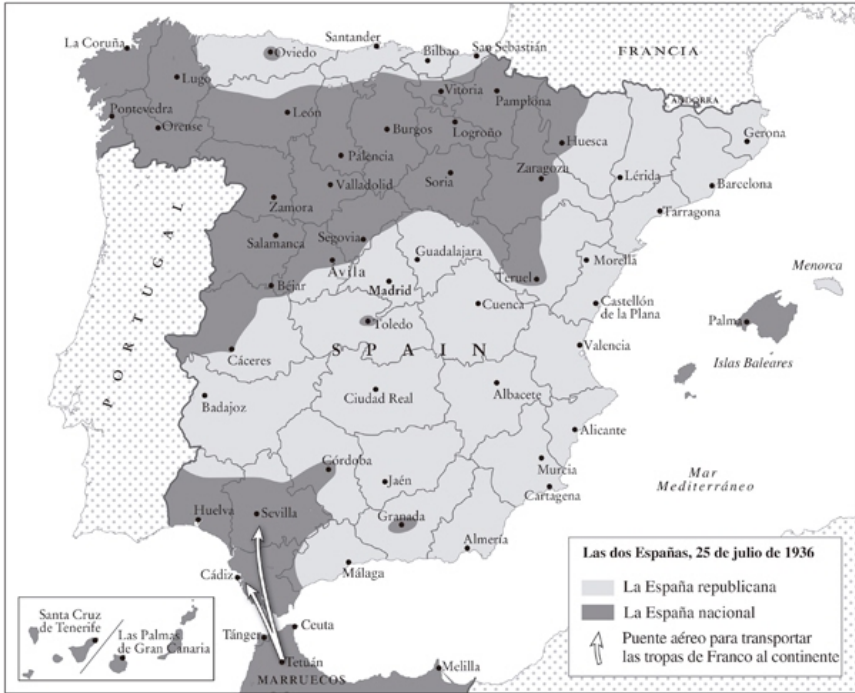 La Coruña
Santander
Oviedo
Bilbao
San Sebastián
FRANCIA
Lugo
Vitoria
Pamplona
ANDORRA
Pontevedra
Orense
León
Burgos
Logroño
Huesca
Gerona
Palencia
Valladolid
Soria
Zaragoza
Lérida
Barcelona
Zamora
Tarragona
Salamanca
Segovia
Guadalajara
Ávila
Madrid
Teruel
Morella
Menorca
Béjar
Cuenca
Castellón
de la Plana
Palma
Toledo
PORTUGAL
SPAIN
Valencia
Cáceres
Islas Baleares
Badajoz
Ciudad Real
Albacete
Alicante
Córdoba
Murcia
Mar
Mediterráneo
Jaén
Cartagena
Huelva
Sevilla
Granada
Almería
Cádiz
Málaga
Santa Cruz
de Tenerife
Las Palmas
de Gran Canaria
Ceuta
Tánger
Tetuán
MARRUECOS
Melilla
Las dos Españas, 25 de julio de 1936
La España republicana
La España nacional
Puente aéreo para transportar
las tropas de Franco al continente